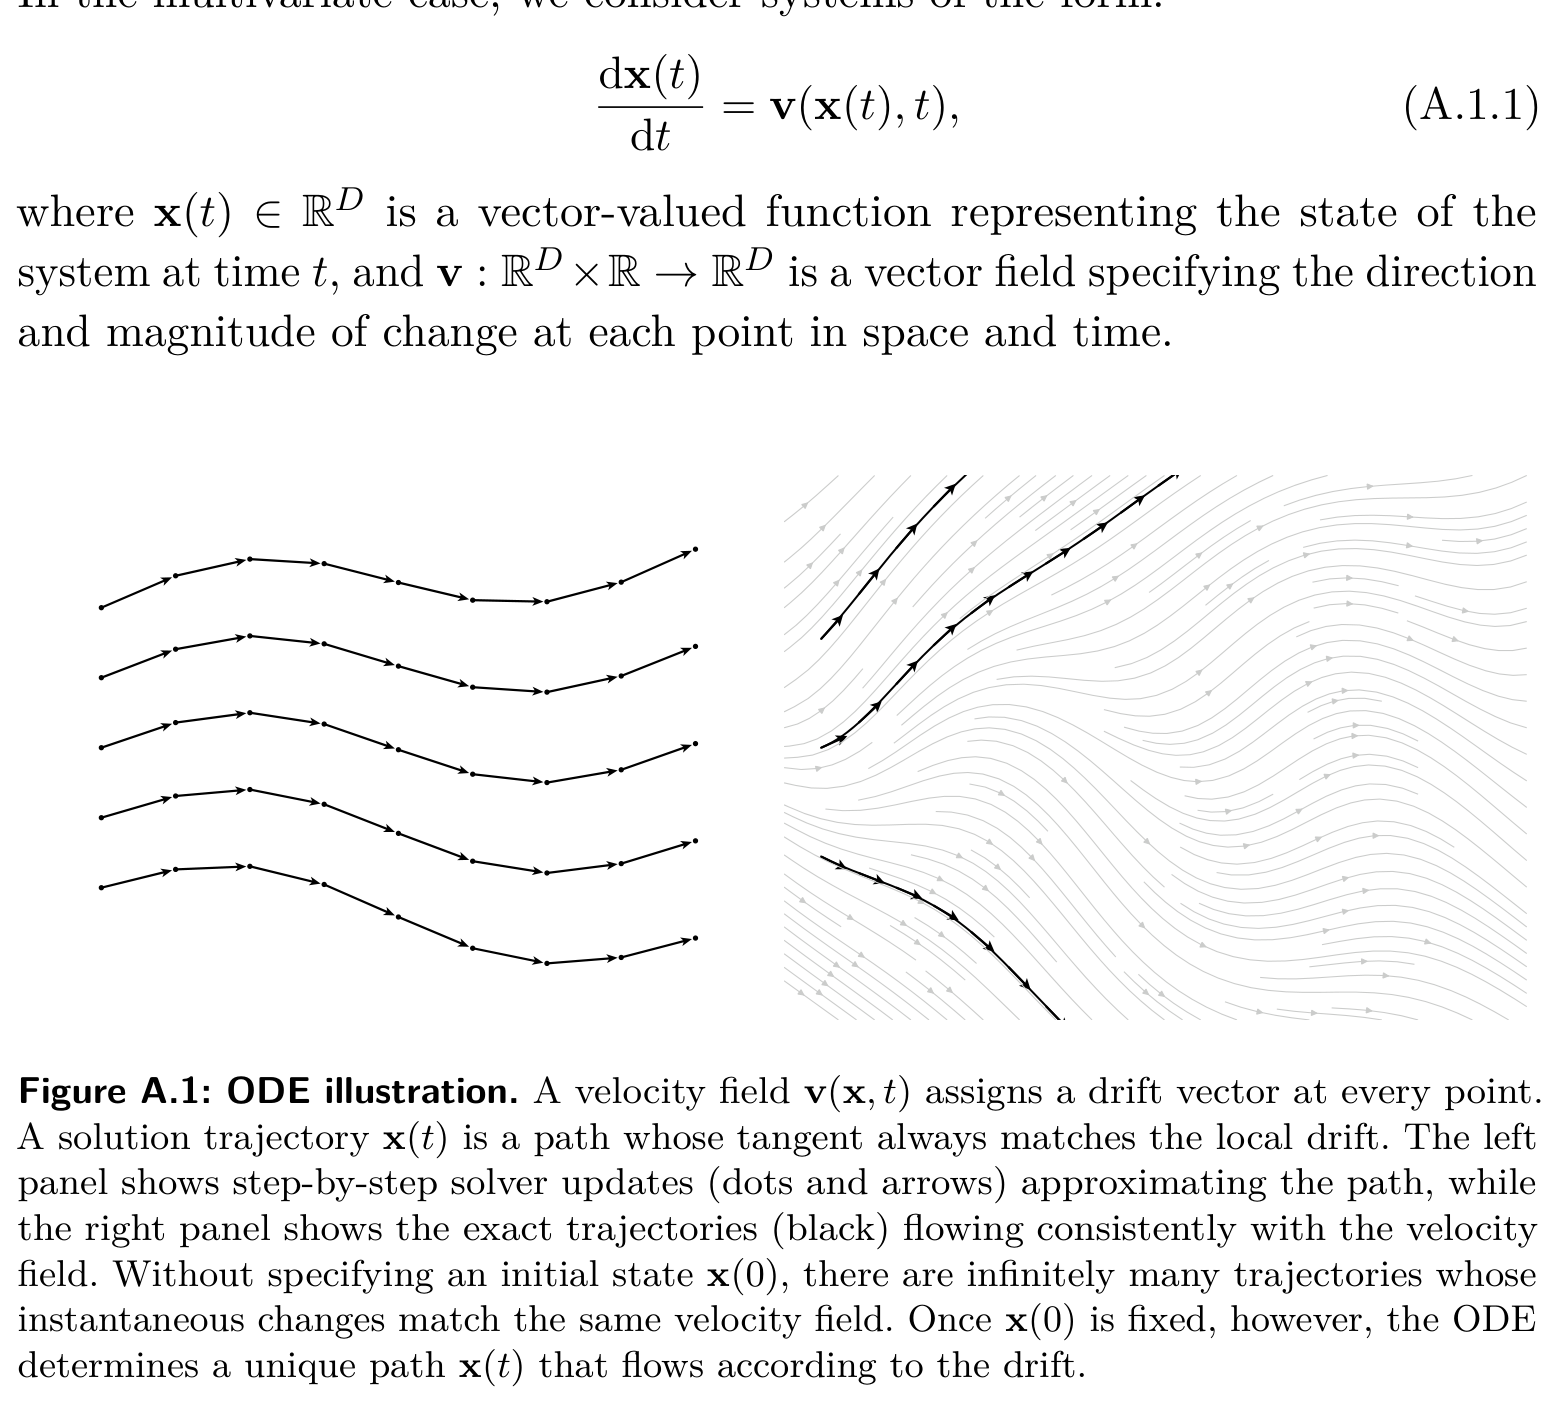 In the multivariate case, we consider systems of the form:
dx(t)/dt = v(x(t), t), (A.1.1)
where x(t) ∈ ℝ^D is a vector-valued function representing the state of the
system at time t, and v : ℝ^D × ℝ → ℝ^D is a vector field specifying the direction
and magnitude of change at each point in space and time.
Figure A.1: ODE illustration. A velocity field v(x, t) assigns a drift vector at every point.
A solution trajectory x(t) is a path whose tangent always matches the local drift. The left
panel shows step-by-step solver updates (dots and arrows) approximating the path, while
the right panel shows the exact trajectories (black) flowing consistently with the velocity
field. Without specifying an initial state x(0), there are infinitely many trajectories whose
instantaneous changes match the same velocity field. Once x(0) is fixed, however, the ODE
determines a unique path x(t) that flows according to the drift.